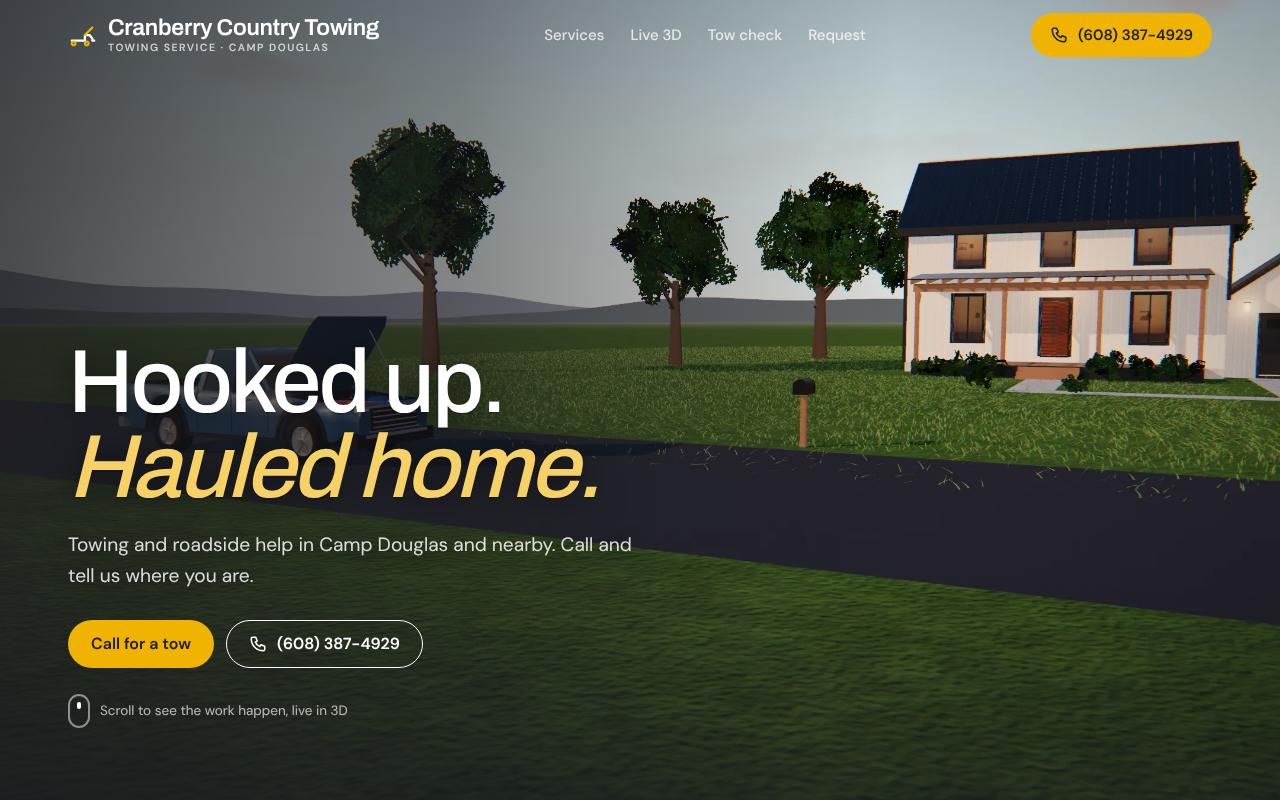 Cranberry Country Towing
TOWING SERVICE · CAMP DOUGLAS
Services
Live 3D
Tow check
Request
(608) 387-4929
Hooked up.
Hauled home.
Towing and roadside help in Camp Douglas and nearby. Call and
tell us where you are.
Call for a tow
(608) 387-4929
Scroll to see the work happen, live in 3D